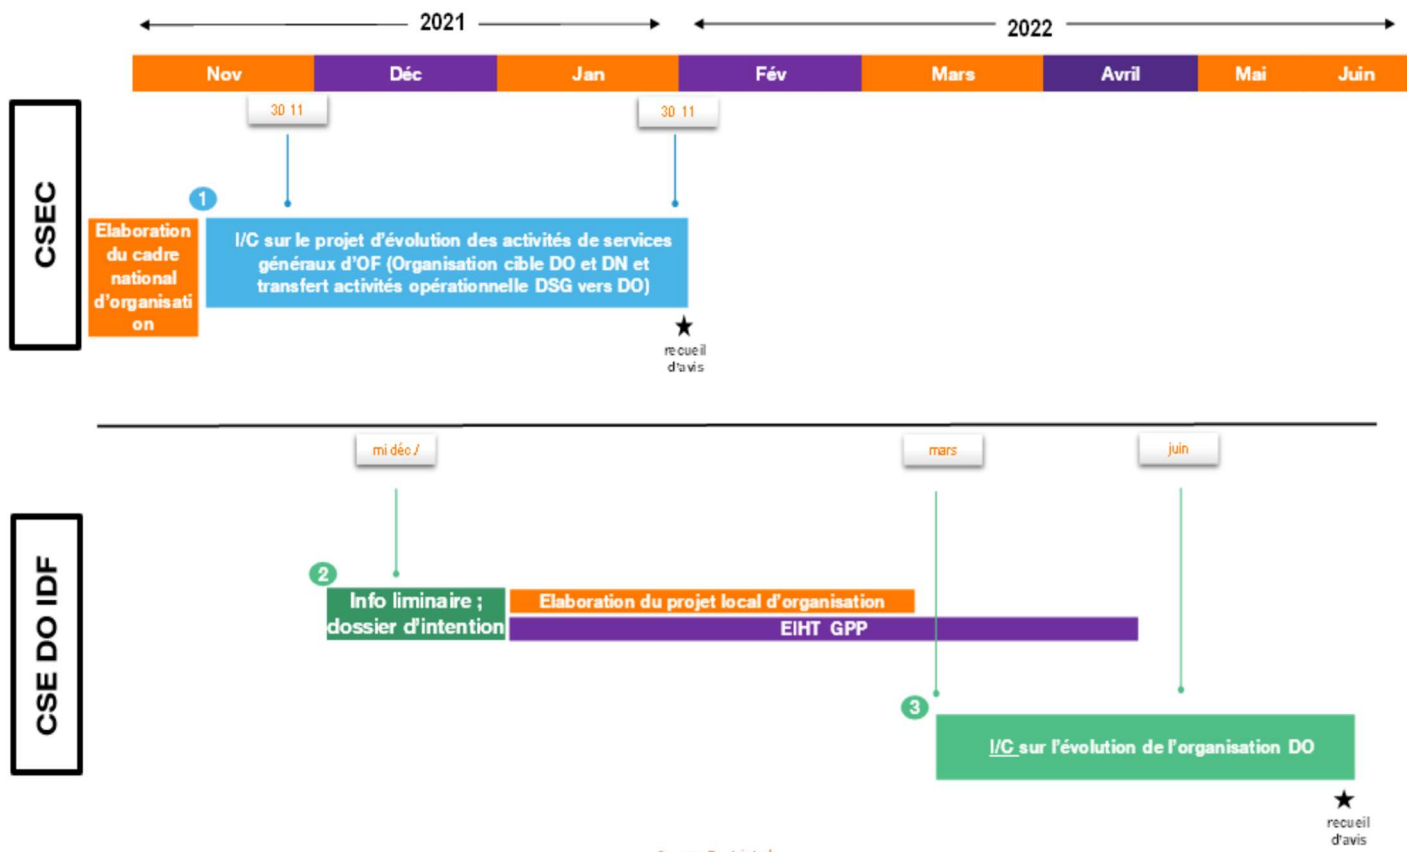 2021
2022
Nov
Déc
Jan
Fév
Mars
Avril
Mai
Juin
30 11
30 11
CSEC
1
Elaboration
du cadre
national
d'organisati
on
I/C sur le projet d'évolution des activités de services
généraux d'OF (Organisation cible DO et DN et
transfert activités opérationnelle DSG vers DO)
recueil
d'avis
mi déc /
mars
juin
CSE DO IDF
2
Info liminaire ;
dossier d'intention
Elaboration du projet local d'organisation
EIHT GPP
3
I/C sur l'évolution de l'organisation DO
recueil
d'avis